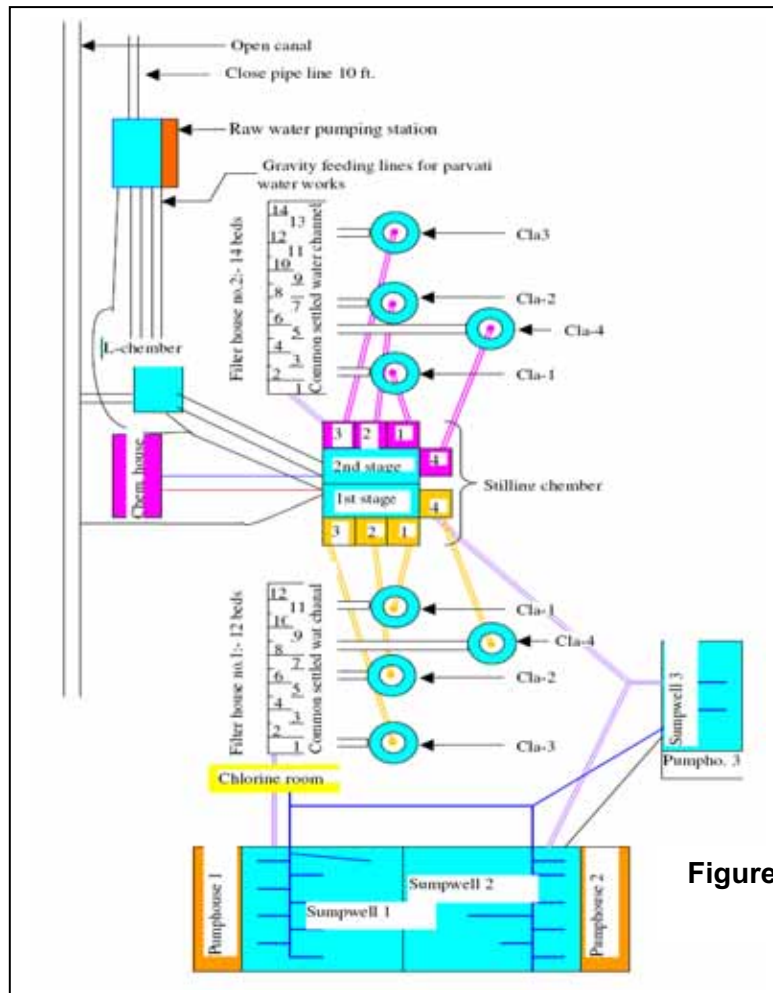 Open canal
Close pipe line 10 ft.
Raw water pumping station
Gravity feeding lines for parvati
water works
Filter house no.2:- 14 beds
14
13
12
11
10
9
8
7
6
5
4
3
2
1
Common settled water channel
Cla3
Cla-2
Cla-4
Cla-1
L-chember
Chem. house
3
2
1
4
2nd stage
1st stage
4
3
2
1
Stilling chember
Filter house no.1:- 12 beds
12
11
10
9
8
7
6
5
4
3
2
1
Common settled wat chanal
Cla-1
Cla-4
Cla-2
Cla-3
Sumpwell 3
Pumpho. 3
Chlorine room
Pumphouse 1
Sumpwell 1
Sumpwell 2
Pumphouse 2
Figure